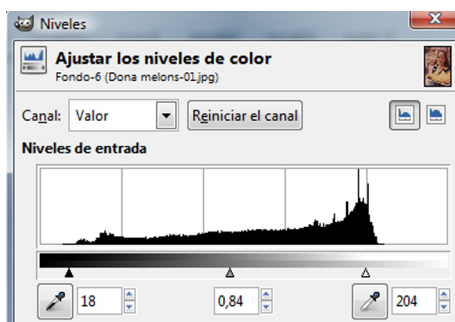 Niveles
Ajustar los niveles de color
Fondo-6 (Dona melons-01.jpg)
Canal: Valor Reiniciar el canal
Niveles de entrada
18 0,84 204